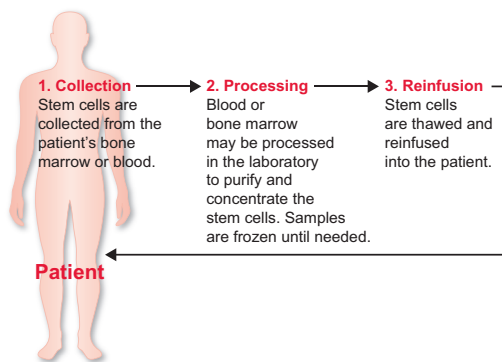 1. Collection
Stem cells are
collected from the
patient's bone
marrow or blood.
2. Processing
Blood or
bone marrow
may be processed
in the laboratory
to purify and
concentrate the
stem cells. Samples
are frozen until needed.
3. Reinfusion
Stem cells
are thawed and
reinfused
into the patient.
Patient